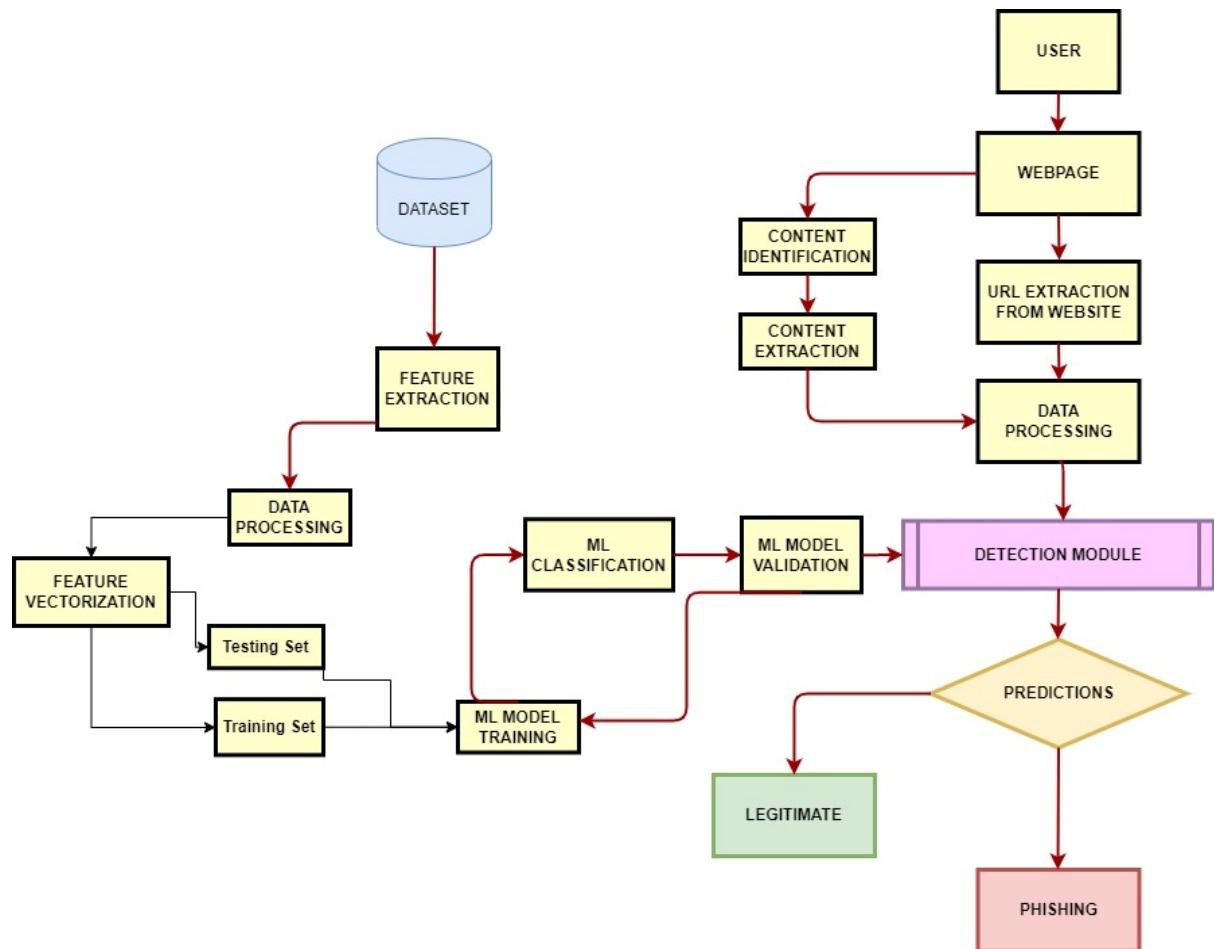 USER
WEBPAGE
DATASET
CONTENT
IDENTIFICATION
URL EXTRACTION
FROM WEBSITE
CONTENT
EXTRACTION
FEATURE
EXTRACTION
DATA
PROCESSING
DATA
PROCESSING
ML
CLASSIFICATION
ML MODEL
VALIDATION
DETECTION MODULE
FEATURE
VECTORIZATION
Testing Set
Training Set
ML MODEL
TRAINING
PREDICTIONS
LEGITIMATE
PHISHING